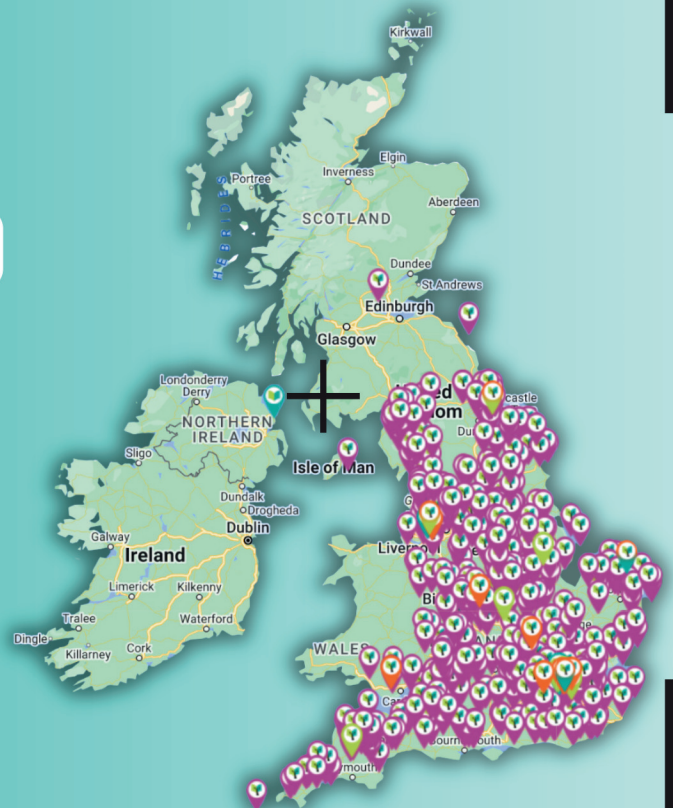 Kirkwall
Elgin
Inverness
Portree
HEBRIDES
SCOTLAND
Aberdeen
Dundee
St Andrews
Edinburgh
Glasgow
Londonderry
Derry
NORTHERN
IRELAND
Sligo
Isle of Man
Dundalk
Drogheda
Dublin
Galway
Ireland
Limerick
Kilkenny
Tralee
Waterford
Dingle
Killarney
Cork
WALES